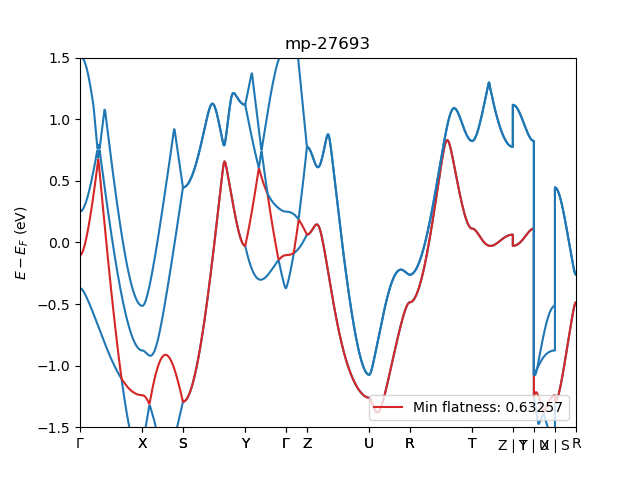 mp-27693
E − E_F (eV)
1.5
1.0
0.5
0.0
−0.5
−1.0
−1.5
Min flatness: 0.63257
Γ X S Y Γ Z U R T Z | Y | X | S R